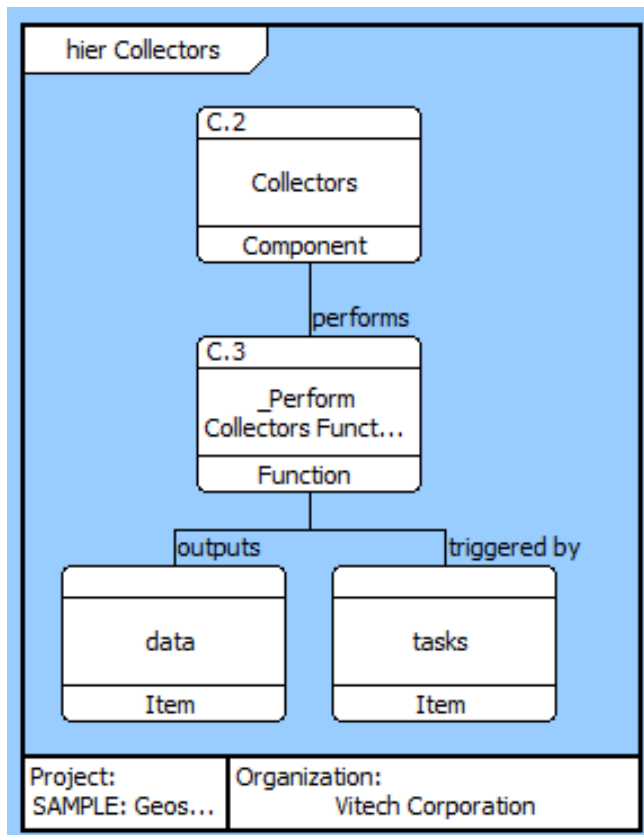 hier Collectors
C.2
Collectors
Component
performs
C.3
_Perform
Collectors Funct...
Function
outputs
triggered by
data
tasks
Item
Item
Project:
SAMPLE: Geos...
Organization:
Vitech Corporation